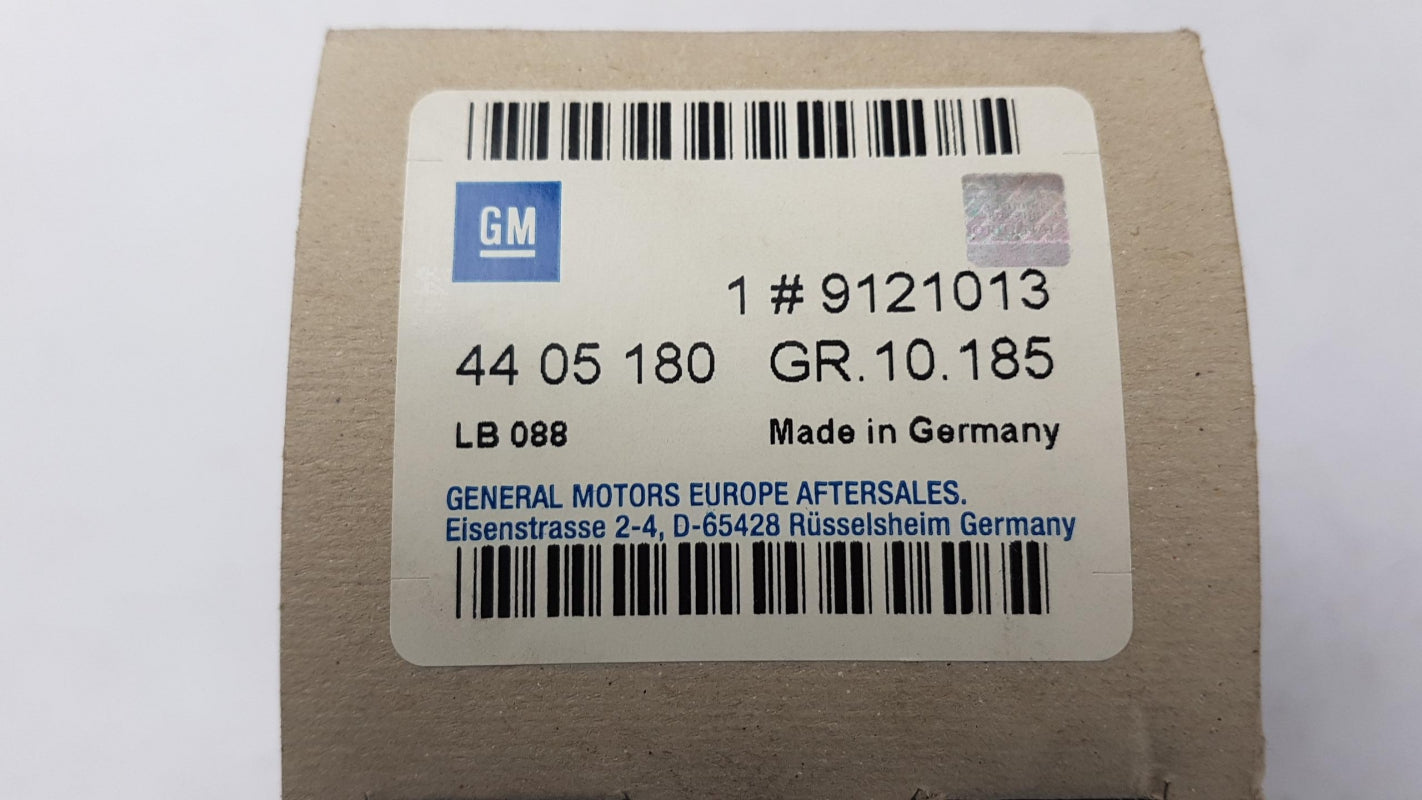 GM
ORIGINAL
1 # 9121013
44 05 180 GR.10.185
LB 088 Made in Germany
GENERAL MOTORS EUROPE AFTERSALES.
Eisenstrasse 2-4, D-65428 Rüsselsheim Germany